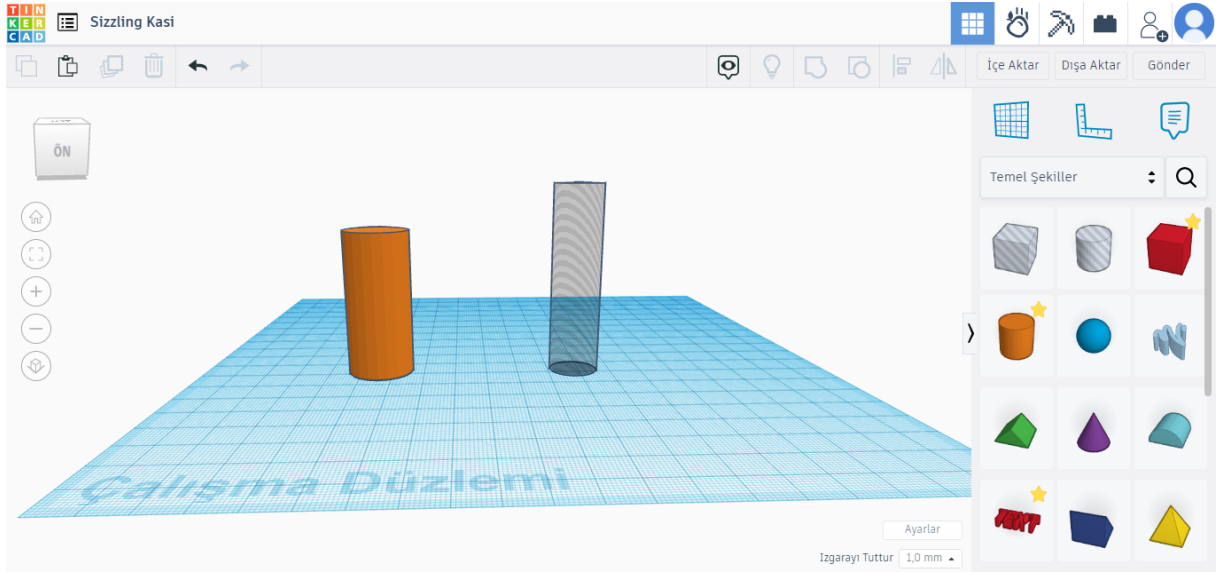 TIN
KER
CAD
Sizzling Kasi
İçe Aktar
Dışa Aktar
Gönder
ÖN
Temel Şekiller
TEXT
Çalışma Düzlemi
Ayarlar
Izgarayı Tuttur
1,0 mm